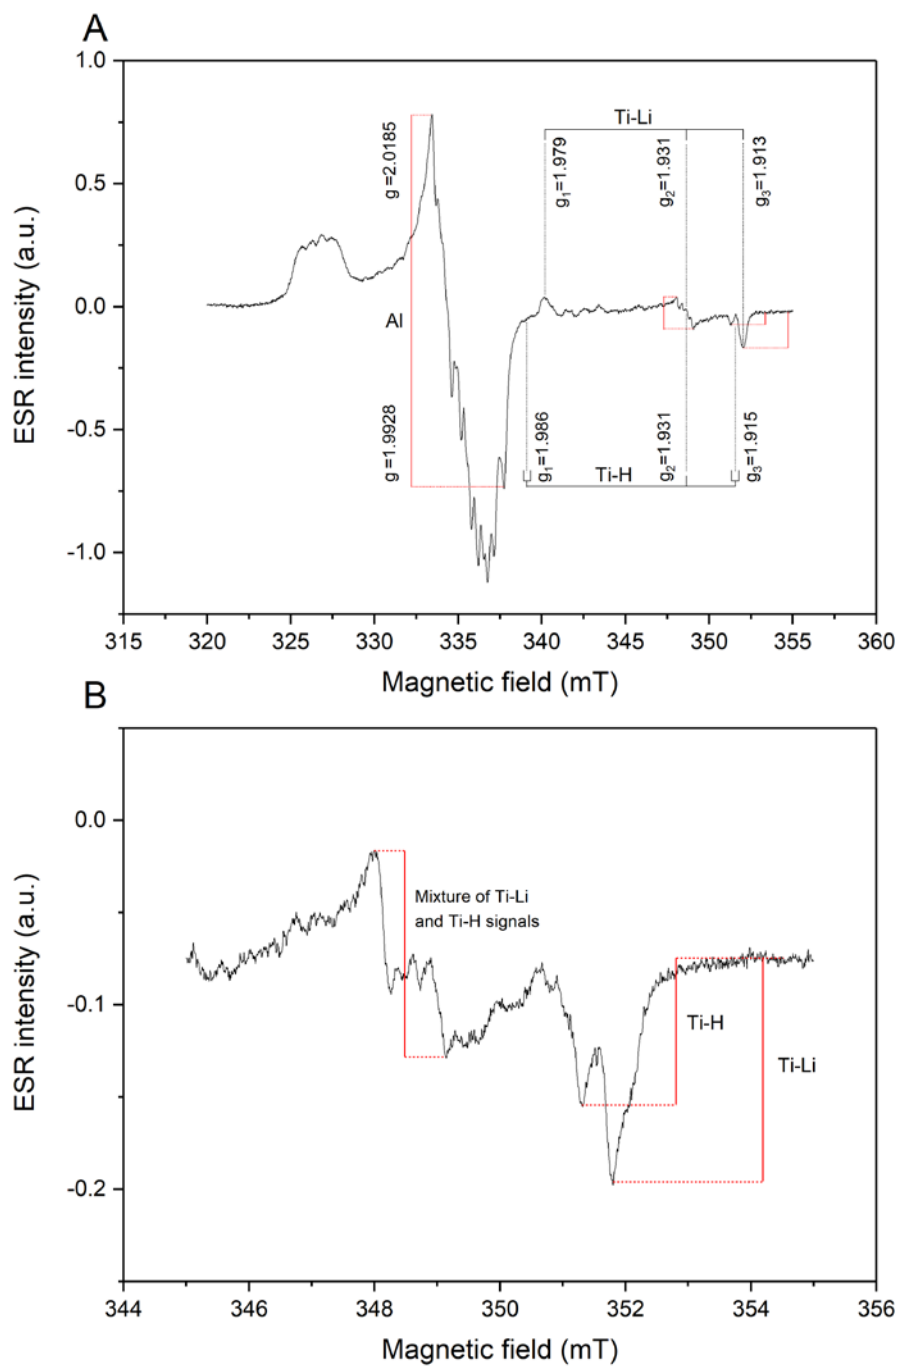 A
1.0
0.5
0.0
-0.5
-1.0
ESR intensity (a.u.)
315 320 325 330 335 340 345 350 355 360
Magnetic field (mT)
g =2.0185
Al
g =1.9928
Ti-Li
g₁=1.979
g₂=1.931
g₃=1.913
g₁=1.986
g₂=1.931
g₃=1.915
Ti-H
B
0.0
-0.1
-0.2
ESR intensity (a.u.)
344 346 348 350 352 354 356
Magnetic field (mT)
Mixture of Ti-Li
and Ti-H signals
Ti-H
Ti-Li